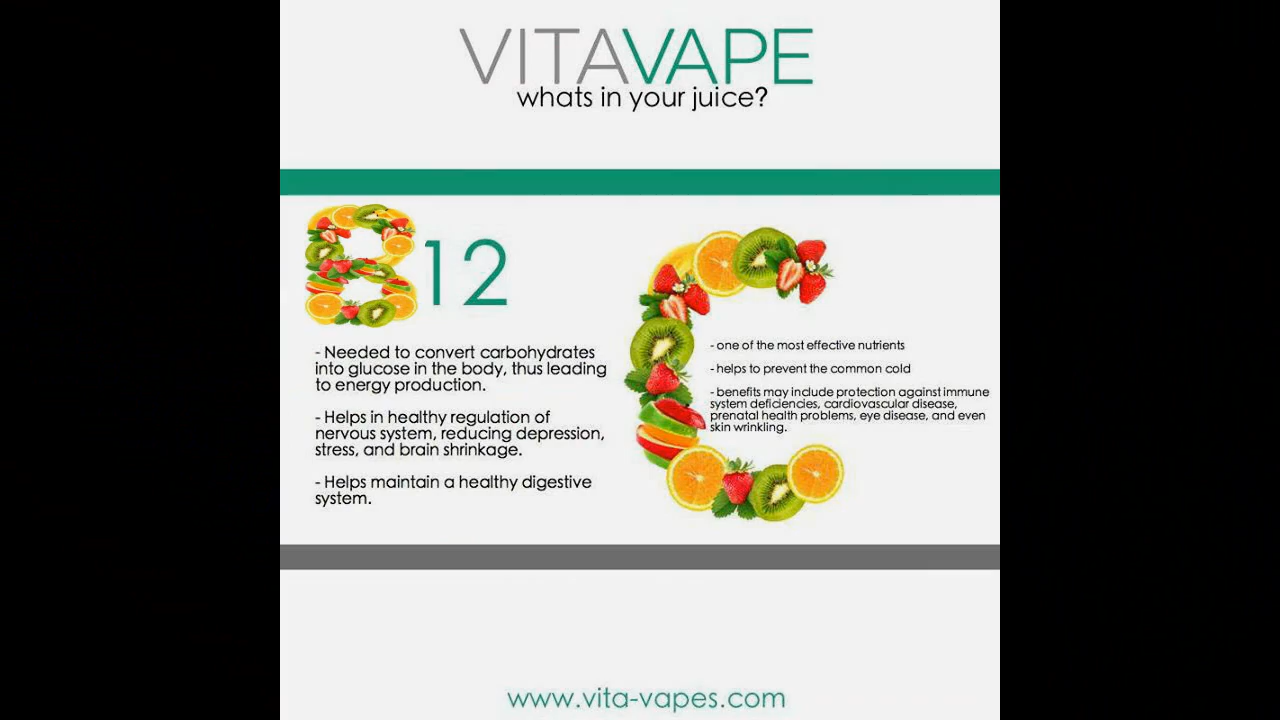 VITAVAPE
whats in your juice?
B12
- Needed to convert carbohydrates
into glucose in the body, thus leading
to energy production.
- Helps in healthy regulation of
nervous system, reducing depression,
stress, and brain shrinkage.
- Helps maintain a healthy digestive
system.
C
- one of the most effective nutrients
- helps to prevent the common cold
- benefits may include protection against immune
system deficiencies, cardiovascular disease,
prenatal health problems, eye disease, and even
skin wrinkling.
www.vita-vapes.com